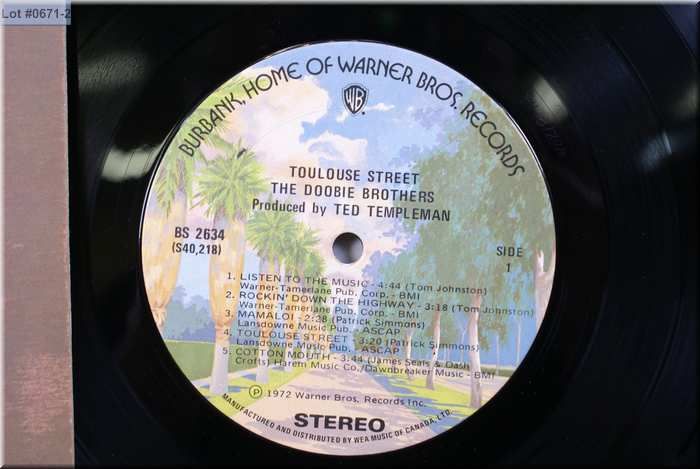 Lot #0671-2
BURBANK, HOME OF WARNER BROS. RECORDS
WB
TOULOUSE STREET
THE DOOBIE BROTHERS
Produced by TED TEMPLEMAN
BS 2634
(S40,218)
SIDE
1
1. LISTEN TO THE MUSIC - 4:44 (Tom Johnston)
Warner-Tamerlane Pub. Corp. - BMI
2. ROCKIN' DOWN THE HIGHWAY - 3:18 (Tom Johnston)
Warner-Tamerlane Pub. Corp. - BMI
3. MAMALOI - 2:28 (Patrick Simmons)
Lansdowne Music Pub. - ASCAP
4. TOULOUSE STREET - 3:20 (Patrick Simmons)
Lansdowne Music Pub. - ASCAP
5. COTTON MOUTH - 3:44 (James Seals & Dash
Crofts) Harem Music Co./Dawnbreaker Music - BMI
Ⓟ 1972 Warner Bros. Records Inc.
STEREO
MANUFACTURED AND DISTRIBUTED BY WEA MUSIC OF CANADA, LTD.